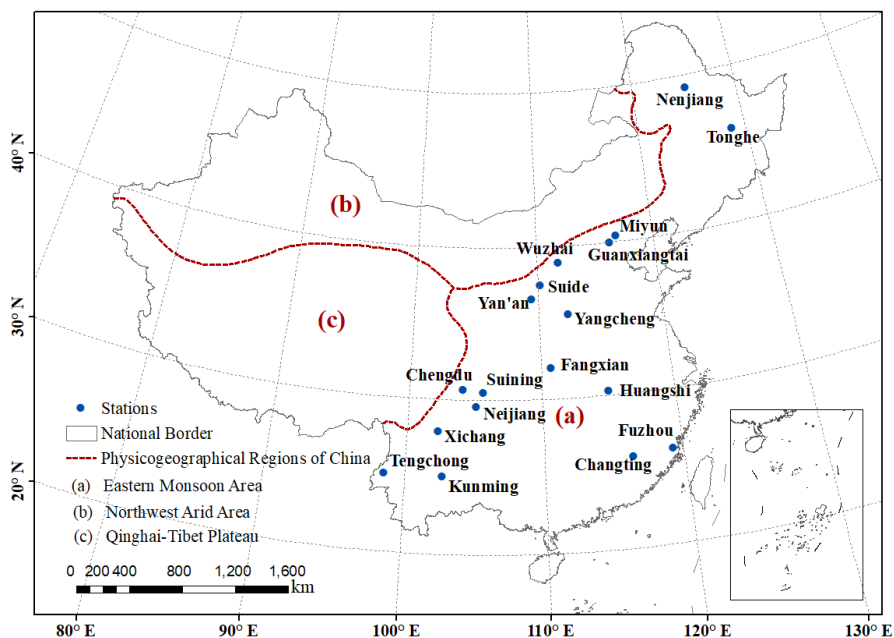 Nenjiang
Tonghe
40° N
(b)
Miyun
Wuzhai
Guanxiangtai
Suide
Yan'an
30° N
(c)
Yangcheng
Fangxian
Chengdu
Suining
Huangshi
Stations
Neijiang
(a)
National Border
Xichang
Fuzhou
Physicogeographical Regions of China
Tengchong
Changting
20° N
(a) Eastern Monsoon Area
Kunming
(b) Northwest Arid Area
(c) Qinghai-Tibet Plateau
0 200 400 800 1,200 1,600
km
80° E 90° E 100° E 110° E 120° E 130° E